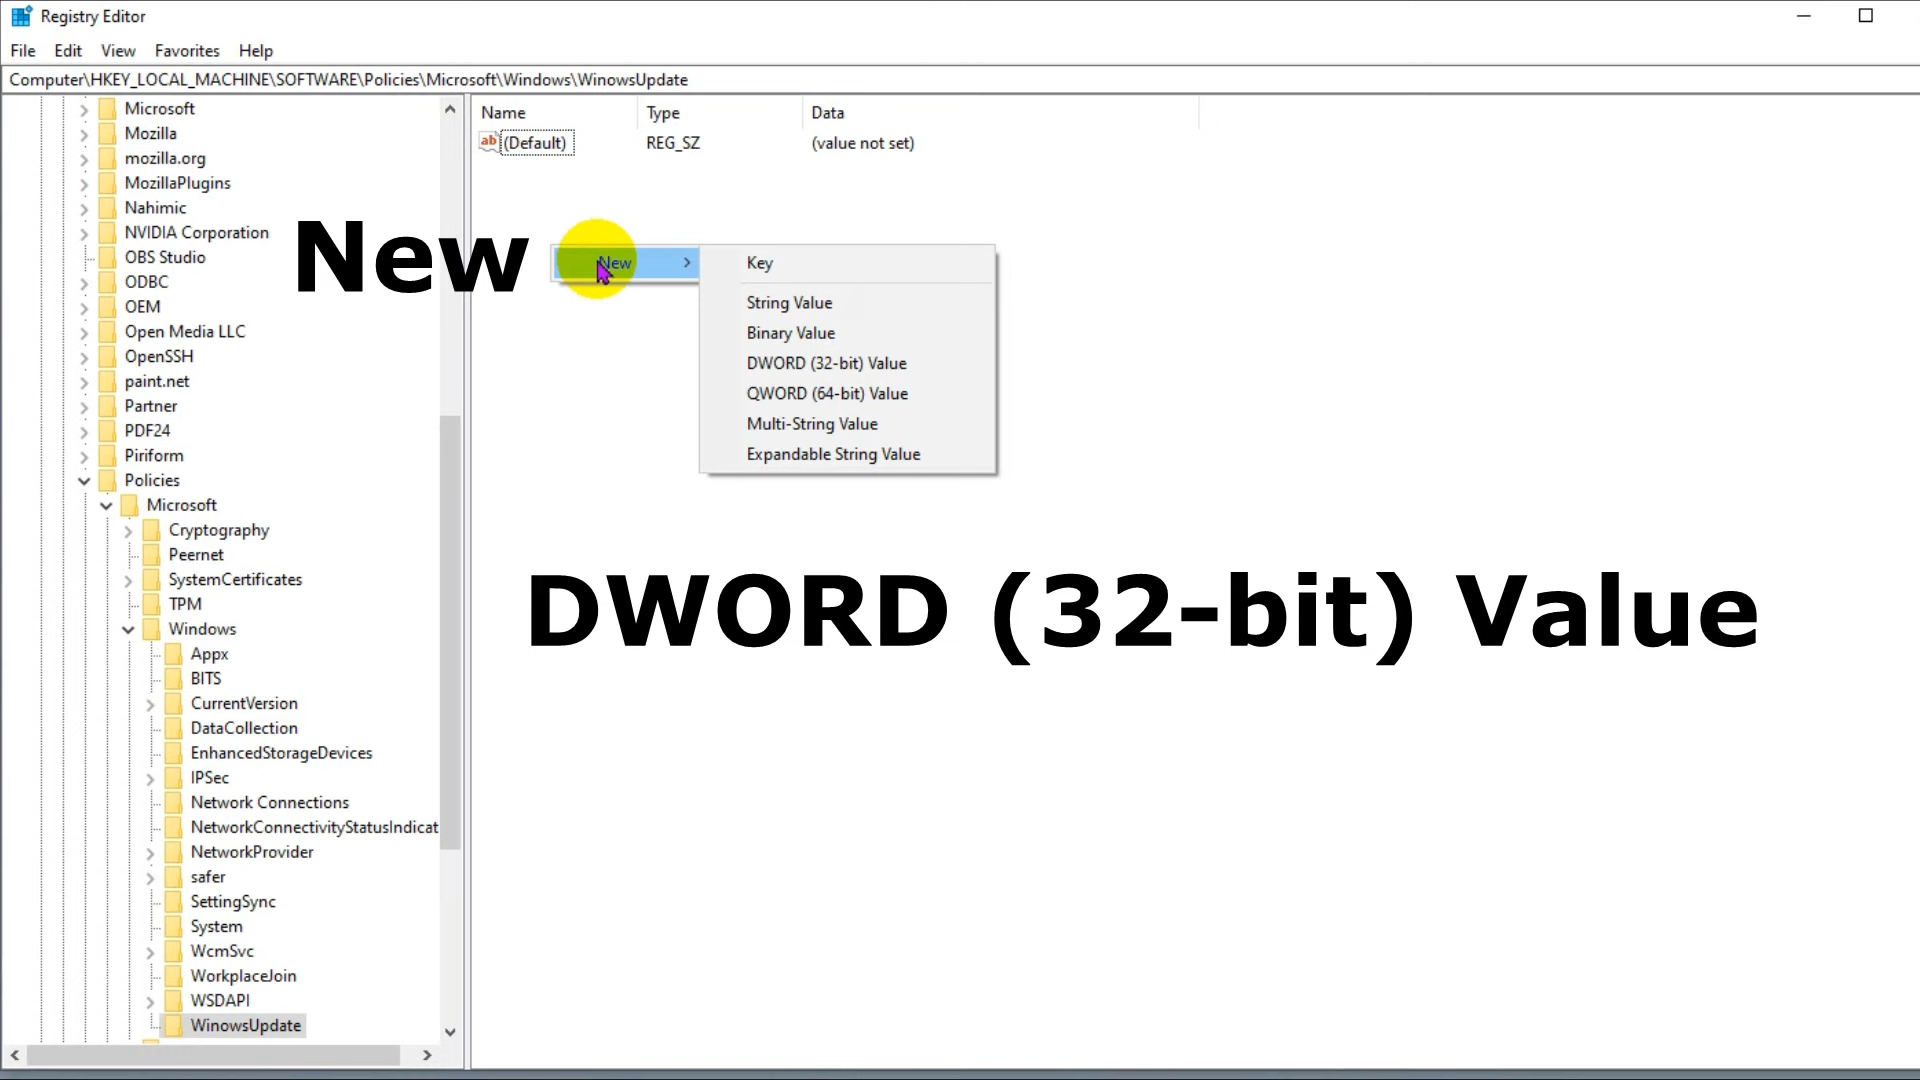 Registry Editor
File Edit View Favorites Help
Computer\HKEY_LOCAL_MACHINE\SOFTWARE\Policies\Microsoft\Windows\WinowsUpdate
Microsoft
Mozilla
mozilla.org
MozillaPlugins
Nahimic
NVIDIA Corporation
OBS Studio
ODBC
OEM
Open Media LLC
OpenSSH
paint.net
Partner
PDF24
Piriform
Policies
Microsoft
Cryptography
Peernet
SystemCertificates
TPM
Windows
Appx
BITS
CurrentVersion
DataCollection
EnhancedStorageDevices
IPSec
Network Connections
NetworkConnectivityStatusIndicat
NetworkProvider
safer
SettingSync
System
WcmSvc
WorkplaceJoin
WSDAPI
WinowsUpdate
Name Type Data
(Default) REG_SZ (value not set)
New
New
Key
String Value
Binary Value
DWORD (32-bit) Value
QWORD (64-bit) Value
Multi-String Value
Expandable String Value
DWORD (32-bit) Value